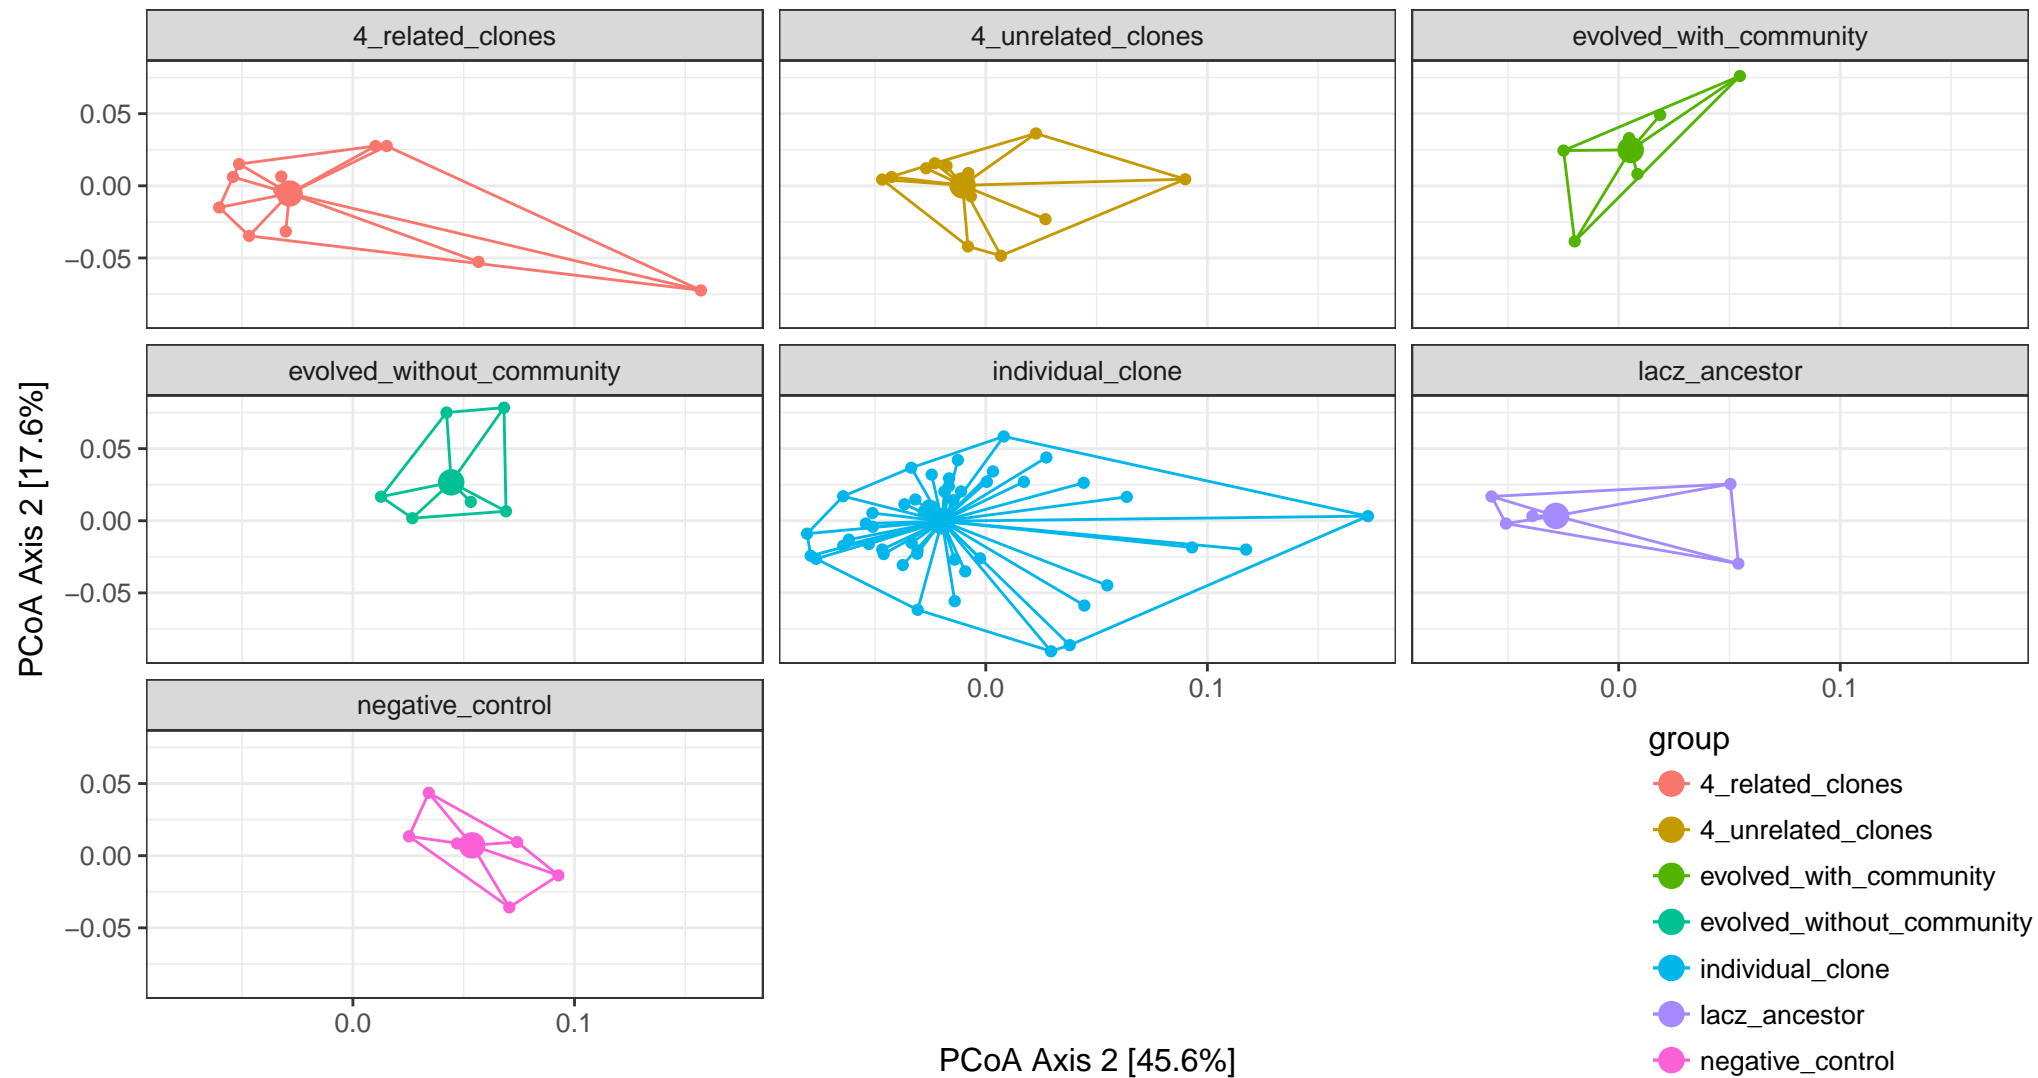 4_related_clones
4_unrelated_clones
evolved_with_community
0.05
0.00
−0.05
evolved_without_community
individual_clone
lacz_ancestor
0.05
0.00
−0.05
0.0
0.1
0.0
0.1
negative_control
0.05
0.00
−0.05
0.0
0.1
PCoA Axis 2 [17.6%]
PCoA Axis 2 [45.6%]
group
4_related_clones
4_unrelated_clones
evolved_with_community
evolved_without_community
individual_clone
lacz_ancestor
negative_control